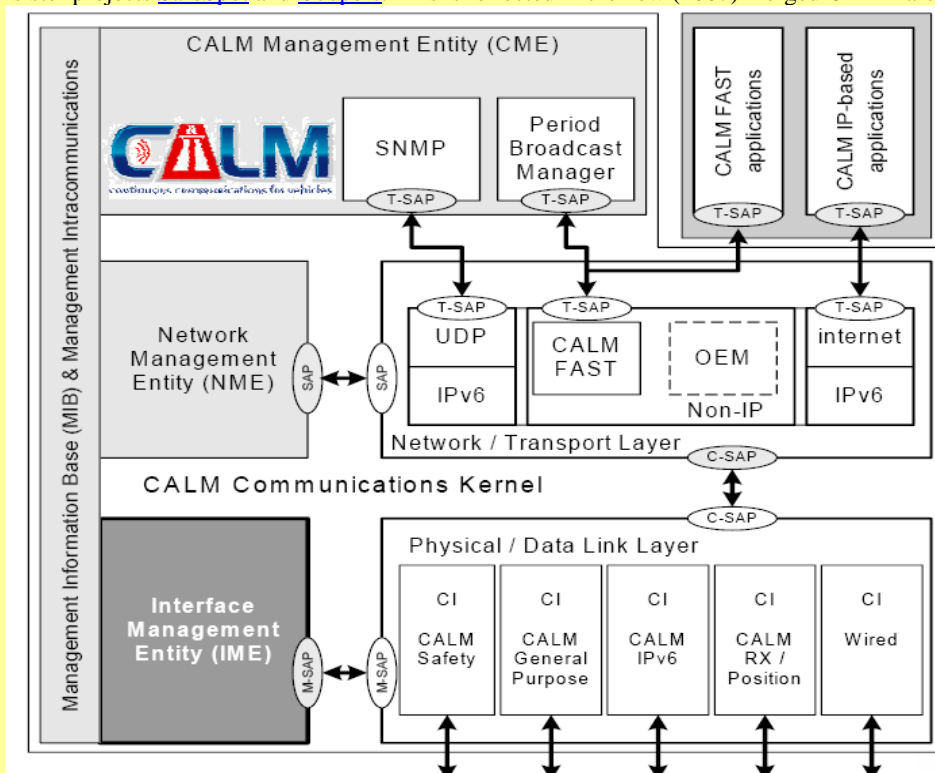 CALM Management Entity (CME)
CALM
continuous communications for vehicles
SNMP
T-SAP
Period
Broadcast
Manager
T-SAP
CALM FAST
applications
T-SAP
CALM IP-based
applications
T-SAP
Management Information Base (MIB) & Management Intracommunications
Network
Management
Entity (NME)
SAP
SAP
T-SAP
UDP
IPv6
T-SAP
CALM
FAST
OEM
Non-IP
T-SAP
internet
IPv6
Network / Transport Layer
C-SAP
CALM Communications Kernel
C-SAP
Physical / Data Link Layer
Interface
Management
Entity (IME)
M-SAP
M-SAP
CI
CALM
Safety
CI
CALM
General
Purpose
CI
CALM
IPv6
CI
CALM
RX /
Position
CI
Wired